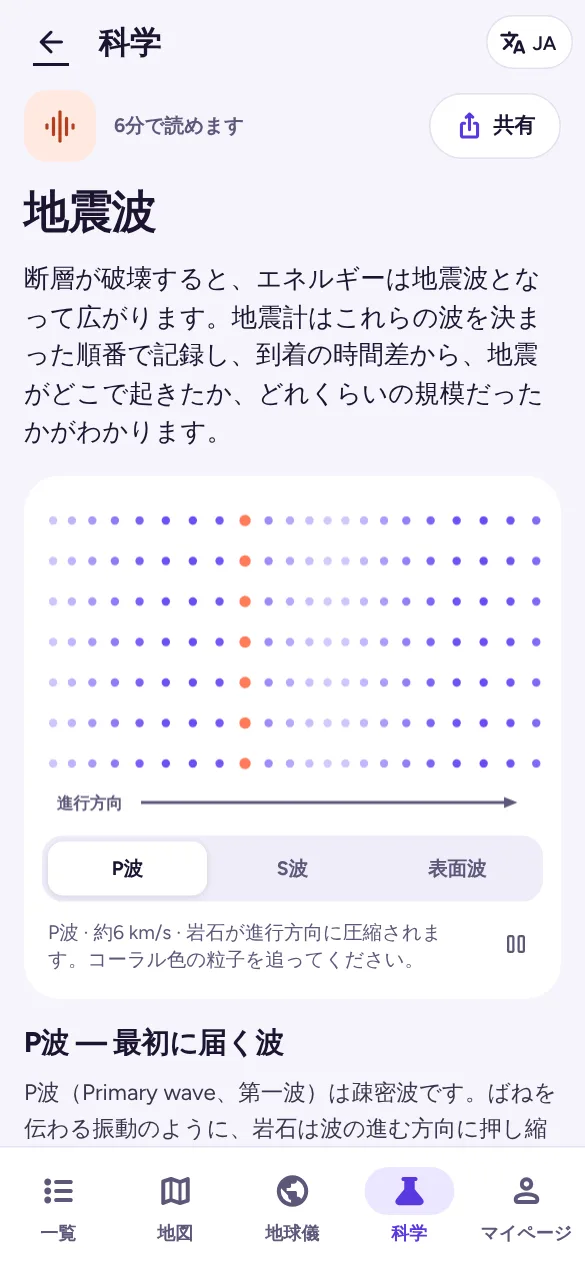 科学
JA
6分で読めます
共有
地震波
断層が破壊すると、エネルギーは地震波とな
って広がります。地震計はこれらの波を決ま
った順番で記録し、到着の時間差から、地震
がどこで起きたか、どれくらいの規模だった
かがわかります。
進行方向
P波
S波
表面波
P波 · 約6 km/s · 岩石が進行方向に圧縮されま
す。コーラル色の粒子を追ってください。
P波 — 最初に届く波
P波（Primary wave、第一波）は疎密波です。ばねを
伝わる振動のように、岩石は波の進む方向に押し縮
一覧
地図
地球儀
科学
マイページ